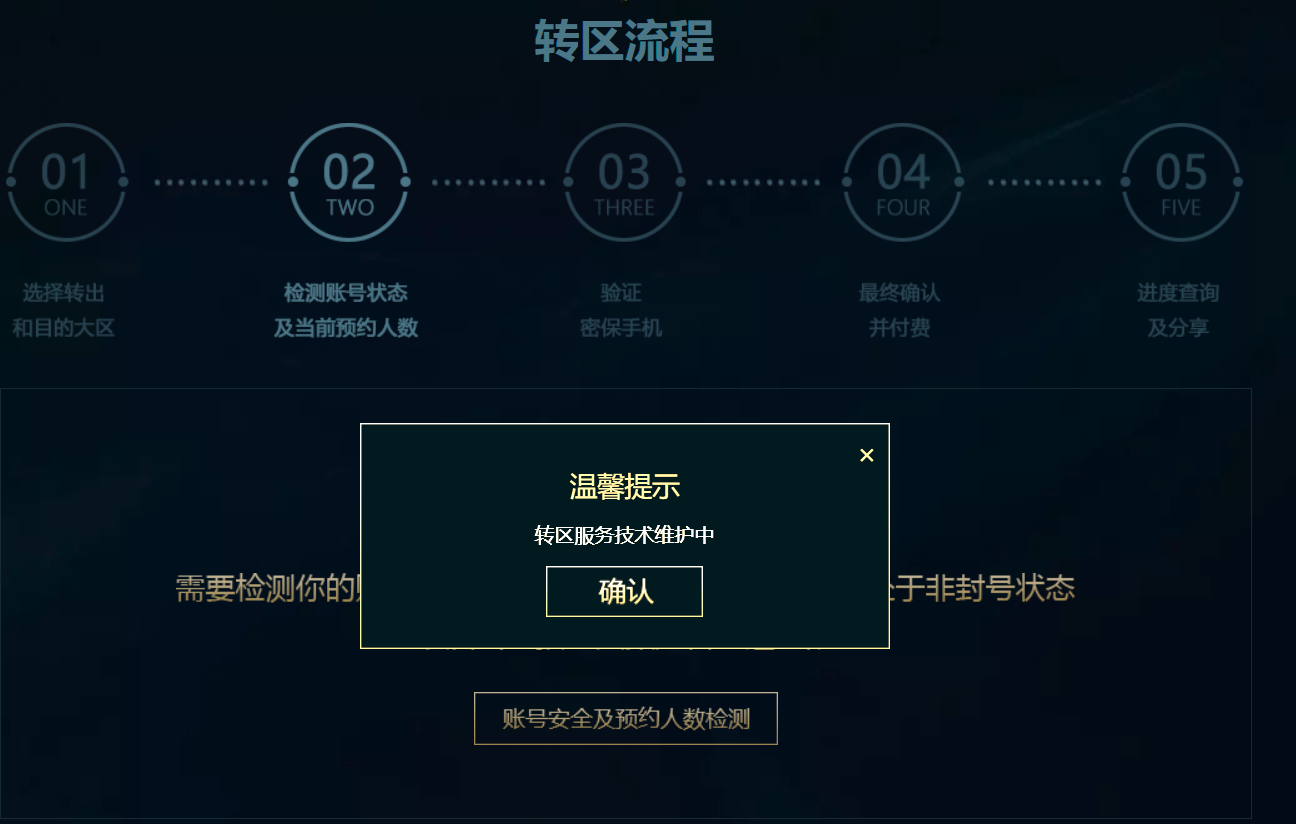 转区流程
01
ONE
02
TWO
03
THREE
04
FOUR
05
FIVE
选择转出
和目的大区
检测账号状态
及当前预约人数
验证
密保手机
最终确认
并付费
进度查询
及分享
温馨提示
转区服务技术维护中
确认
需要检测你的
于非封号状态
账号安全及预约人数检测